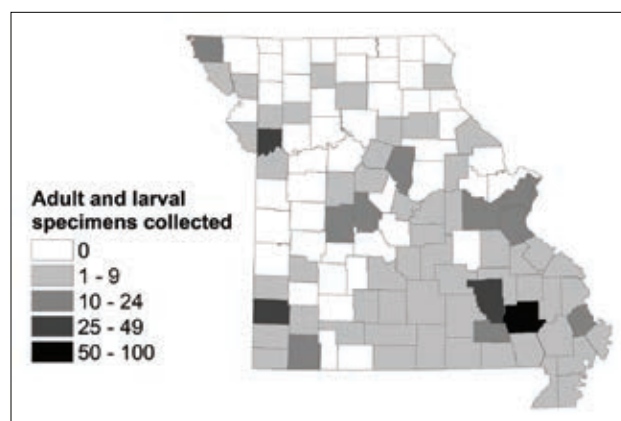 Adult and larval
specimens collected
0
1 - 9
10 - 24
25 - 49
50 - 100